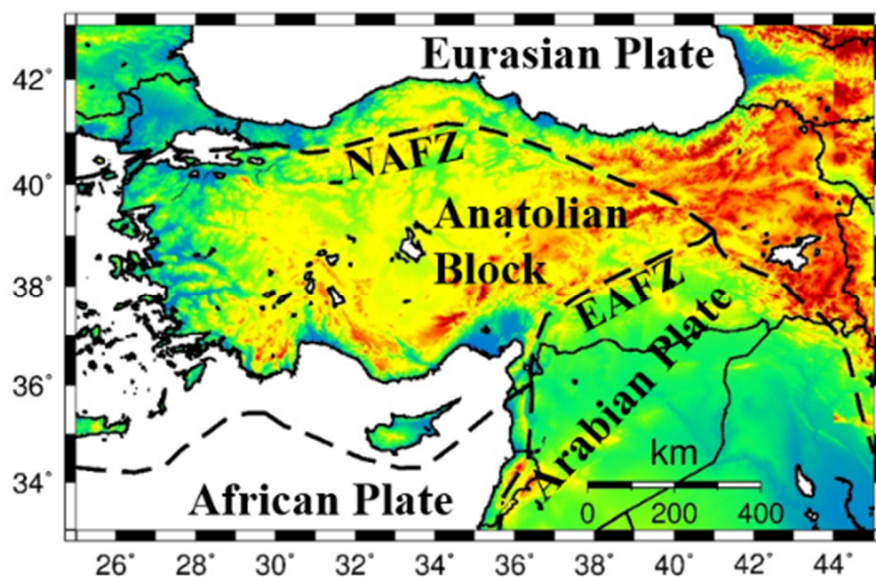 Eurasian Plate
42°
NAFZ
40°
Anatolian
Block
38°
EAFZ
Arabian Plate
36°
km
34°
African Plate
0 200 400
26° 28° 30° 32° 34° 36° 38° 40° 42° 44°